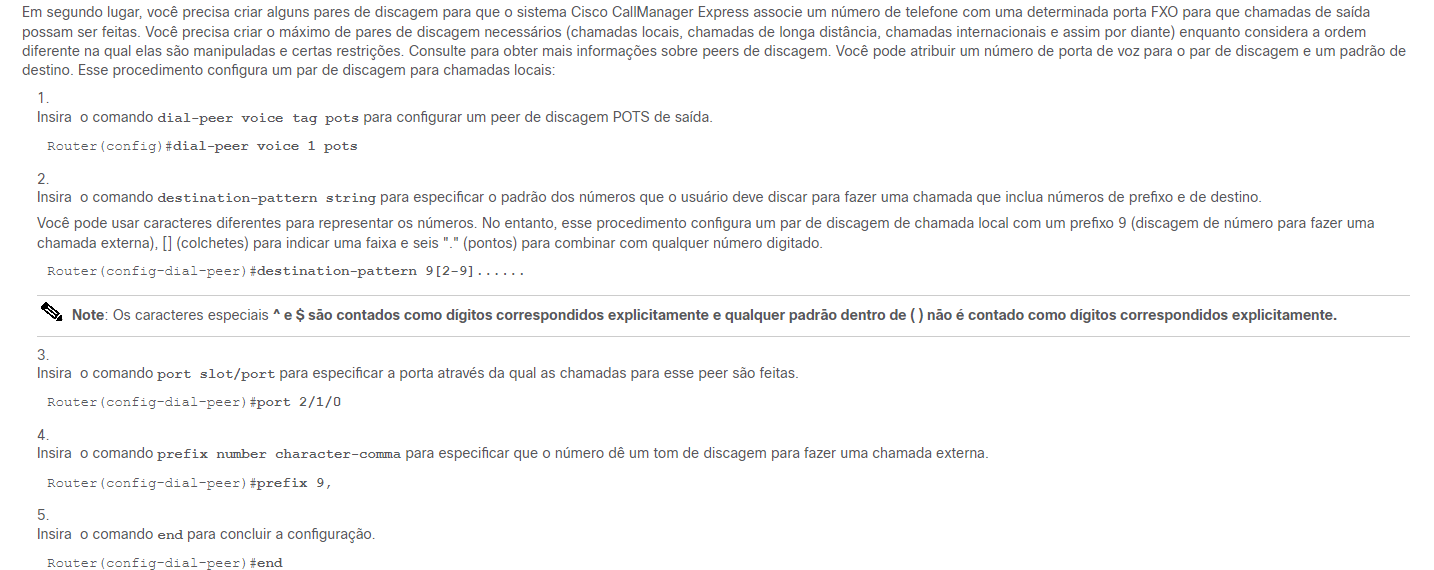 Em segundo lugar, você precisa criar alguns pares de discagem para que o sistema Cisco CallManager Express associe um número de telefone com uma determinada porta FXO para que chamadas de saída
possam ser feitas. Você precisa criar o máximo de pares de discagem necessários (chamadas locais, chamadas de longa distância, chamadas internacionais e assim por diante) enquanto considera a ordem
diferente na qual elas são manipuladas e certas restrições. Consulte para obter mais informações sobre peers de discagem. Você pode atribuir um número de porta de voz para o par de discagem e um padrão de
destino. Esse procedimento configura um par de discagem para chamadas locais:
1.
Insira o comando dial-peer voice tag pots para configurar um peer de discagem POTS de saída.
Router(config)#dial-peer voice 1 pots
2.
Insira o comando destination-pattern string para especificar o padrão dos números que o usuário deve discar para fazer uma chamada que inclua números de prefixo e de destino.
Você pode usar caracteres diferentes para representar os números. No entanto, esse procedimento configura um par de discagem de chamada local com um prefixo 9 (discagem de número para fazer uma
chamada externa), [] (colchetes) para indicar uma faixa e seis "." (pontos) para combinar com qualquer número digitado.
Router(config-dial-peer)#destination-pattern 9[2-9]......
Note: Os caracteres especiais ^ e $ são contados como dígitos correspondidos explicitamente e qualquer padrão dentro de ( ) não é contado como dígitos correspondidos explicitamente.
3.
Insira o comando port slot/port para especificar a porta através da qual as chamadas para esse peer são feitas.
Router(config-dial-peer)#port 2/1/0
4.
Insira o comando prefix number character-comma para especificar que o número dê um tom de discagem para fazer uma chamada externa.
Router(config-dial-peer)#prefix 9,
5.
Insira o comando end para concluir a configuração.
Router(config-dial-peer)#end